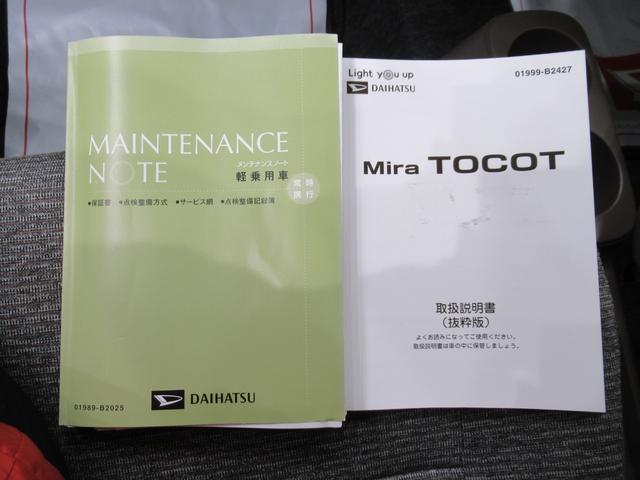 MAINTENANCE
NOTE
メンテナンスノート
軽乗用車
常時
携行
●保証書 ●点検整備方式 ●サービス網 ●点検整備記録簿
DAIHATSU
01989-B2025
Light you up
DAIHATSU
01999-B2427
Mira TOCOT
取扱説明書
（抜粋版）
よくお読みになってご使用ください。
取扱説明書は車の中に保管しましょう。